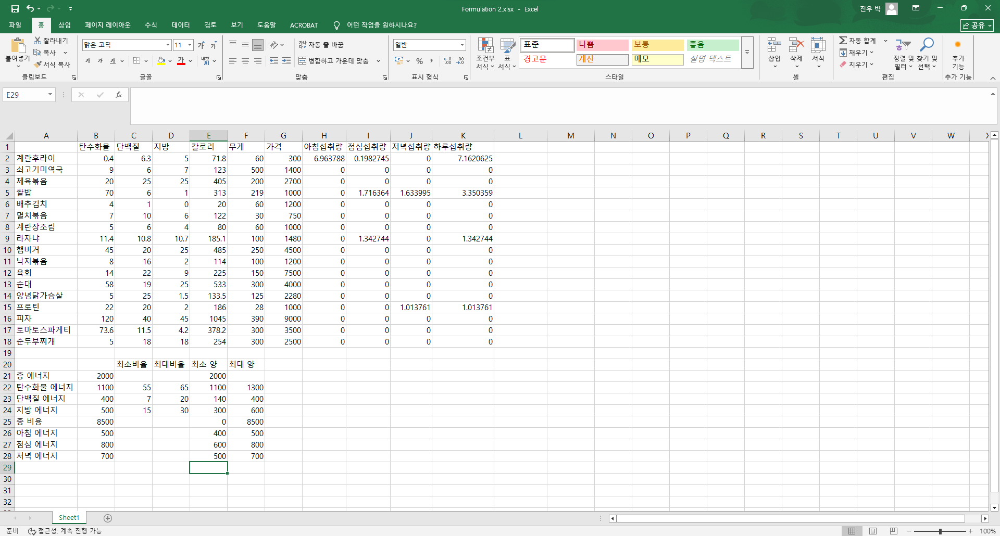 Formulation 2.xlsx - Excel
진우 박
파일 홈 삽입 페이지 레이아웃 수식 데이터 검토 보기 도움말 ACROBAT 어떤 작업을 원하시나요? 공유
붙여넣기 잘라내기 복사 서식 복사 클립보드
맑은 고딕 11 가 가 가 가 가 가 내천 글꼴
자동 줄 바꿈 병합하고 가운데 맞춤 맞춤
일반 % 표시 형식
조건부 서식 표 서식 표준 나쁨 보통 좋음
경고문 계산 메모 설명 텍스트 스타일
삽입 삭제 서식 셀
자동 합계 채우기 지우기 정렬 및 필터 찾기 및 선택 편집
추가 기능 추가 기능
E29 fx
A B C D E F G H I J K L M N O P Q R S T U V W
1 탄수화물 단백질 지방 칼로리 무게 가격 아침섭취량 점심섭취량 저녁섭취량 하루섭취량
2 계란후라이 0.4 6.3 5 71.8 60 300 6.963788 0.1982745 0 7.1620625
3 쇠고기미역국 9 6 7 123 500 1400 0 0 0 0
4 제육볶음 20 25 25 405 200 2700 0 0 0 0
5 쌀밥 70 6 1 313 219 1000 0 1.716364 1.633995 3.350359
6 배추김치 4 1 0 20 60 1200 0 0 0 0
7 멸치볶음 7 10 6 122 30 750 0 0 0 0
8 계란장조림 5 6 4 80 60 1000 0 0 0 0
9 라자냐 11.4 10.8 10.7 185.1 100 1480 0 1.342744 0 1.342744
10 햄버거 45 20 25 485 250 4500 0 0 0 0
11 낙지볶음 8 16 2 114 100 1200 0 0 0 0
12 육회 14 22 9 225 150 7500 0 0 0 0
13 순대 58 19 25 533 300 4000 0 0 0 0
14 양념닭가슴살 5 25 1.5 133.5 125 2280 0 0 0 0
15 프로틴 22 20 2 186 28 1000 0 0 1.013761 1.013761
16 피자 120 40 45 1045 390 9000 0 0 0 0
17 토마토스파게티 73.6 11.5 4.2 378.2 300 3500 0 0 0 0
18 순두부찌개 5 18 18 254 300 2500 0 0 0 0
19
20 최소비율 최대비율 최소 양 최대 양
21 총 에너지 2000 2000
22 탄수화물 에너지 1100 55 65 1100 1300
23 단백질 에너지 400 7 20 140 400
24 지방 에너지 500 15 30 300 600
25 총 비용 8500 0 8500
26 아침 에너지 500 400 500
27 점심 에너지 800 600 800
28 저녁 에너지 700 500 700
29
30
31
32
Sheet1
준비 접근성: 계속 진행 가능 100%